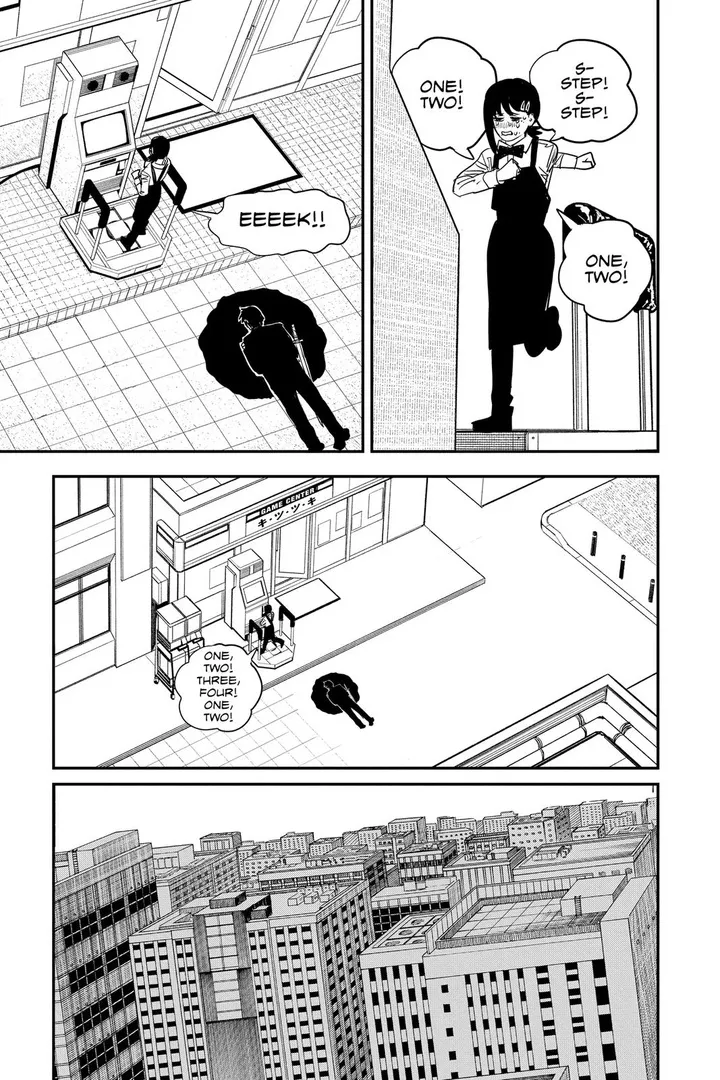 EEEEK!!
ONE!
TWO!
S-
STEP!
S-
STEP!
ONE,
TWO!
GAME CENTER
キ・ツ・ツ・キ
ONE,
TWO!
THREE,
FOUR!
ONE,
TWO!